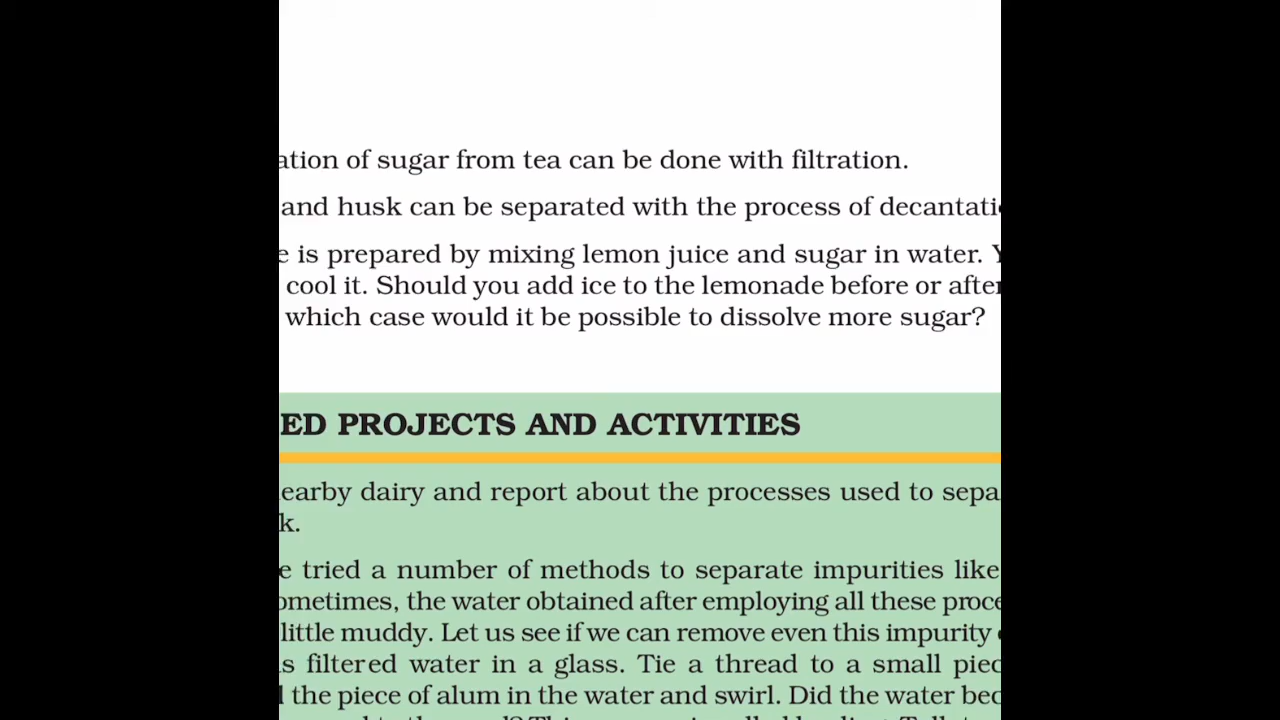 ation of sugar from tea can be done with filtration.
and husk can be separated with the process of decantati
e is prepared by mixing lemon juice and sugar in water. Y
cool it. Should you add ice to the lemonade before or after
which case would it be possible to dissolve more sugar?
ED PROJECTS AND ACTIVITIES
earby dairy and report about the processes used to sepa
k.
e tried a number of methods to separate impurities like
ometimes, the water obtained after employing all these proce
little muddy. Let us see if we can remove even this impurity
s filtered water in a glass. Tie a thread to a small piec
the piece of alum in the water and swirl. Did the water bec